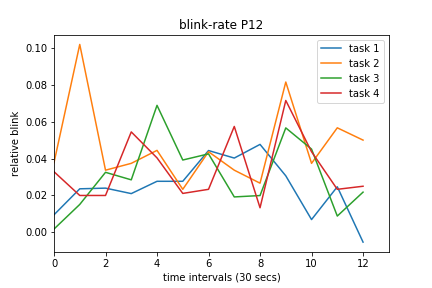 blink-rate P12
relative blink
0.10
0.08
0.06
0.04
0.02
0.00
task 1
task 2
task 3
task 4
0 2 4 6 8 10 12
time intervals (30 secs)